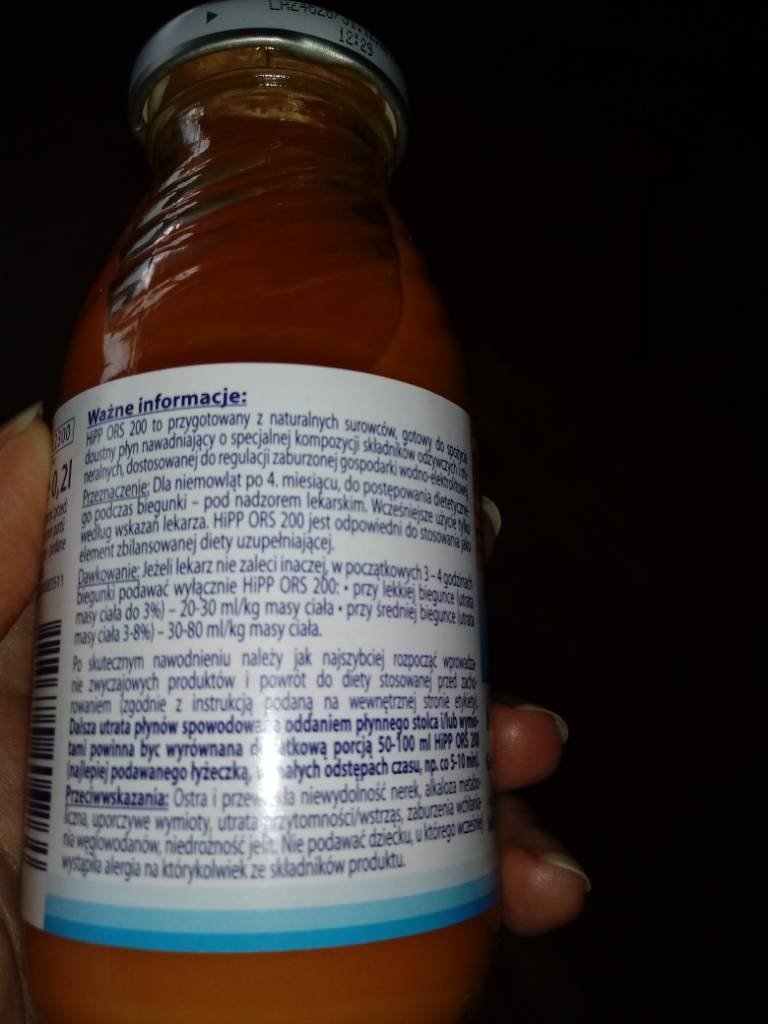 12:29
Ważne informacje:
HiPP ORS 200 to przygotowany z naturalnych surowców, gotowy do spożycia
doustny płyn nawadniający o specjalnej kompozycji składników odżywczych i mi-
neralnych, dostosowanej do regulacji zaburzonej gospodarki wodno-elektrolitowej.
Przeznaczenie: Dla niemowląt po 4. miesiącu, do postępowania dietetyczne-
go podczas biegunki – pod nadzorem lekarskim. Wcześniejsze użycie tylko
według wskazań lekarza. HiPP ORS 200 jest odpowiedni do stosowania jako
element zbilansowanej diety uzupełniającej.
Dawkowanie: Jeżeli lekarz nie zaleci inaczej, w początkowych 3–4 godzinach
biegunki podawać wyłącznie HiPP ORS 200: • przy lekkiej biegunce (utrata
masy ciała do 3%) – 20-30 ml/kg masy ciała • przy średniej biegunce (utrata
masy ciała 3-8%) – 30-80 ml/kg masy ciała.
Po skutecznym nawodnieniu należy jak najszybciej rozpocząć wprowadza-
nie zwyczajowych produktów i powrót do diety stosowanej przed zacho-
rowaniem (zgodnie z instrukcją podaną na wewnętrznej stronie etykiety).
Dalsza utrata płynów oddaniem płynnego stolca i/lub wymio-
tami powinna byc wyrównana porcją 50-100 ml HiPP ORS 200
(najlepiej podawanego łyżeczką, odstępach czasu, np. co 5-10 min).
Przeciwwskazania: Ostra i niewydolność nerek, alkaloza metabo-
liczna, uporczywe wymioty, utrata przytomności/wstrząs, zaburzenia wchłania-
nia węglowodanów, niedrożność jelit. Nie podawać dziecku, u którego wcześniej
wystąpiła alergia na którykolwiek ze składników produktu.
0,2l